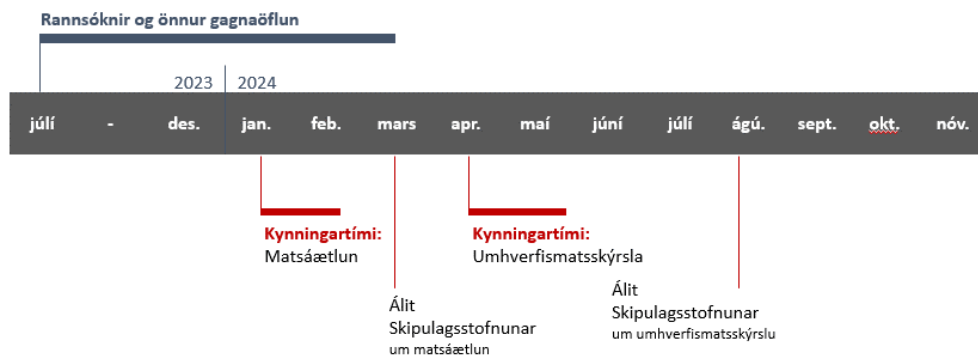 Rannsóknir og önnur gagnaöflun
2023 2024
júlí - des. jan. feb. mars apr. maí júní júlí ágú. sept. okt. nóv.
Kynningartími:
Matsáætlun
Kynningartími:
Umhverfismatsskýrsla
Álit
Skipulagsstofnunar
um matsáætlun
Álit
Skipulagsstofnunar
um umhverfismatsskýrslu